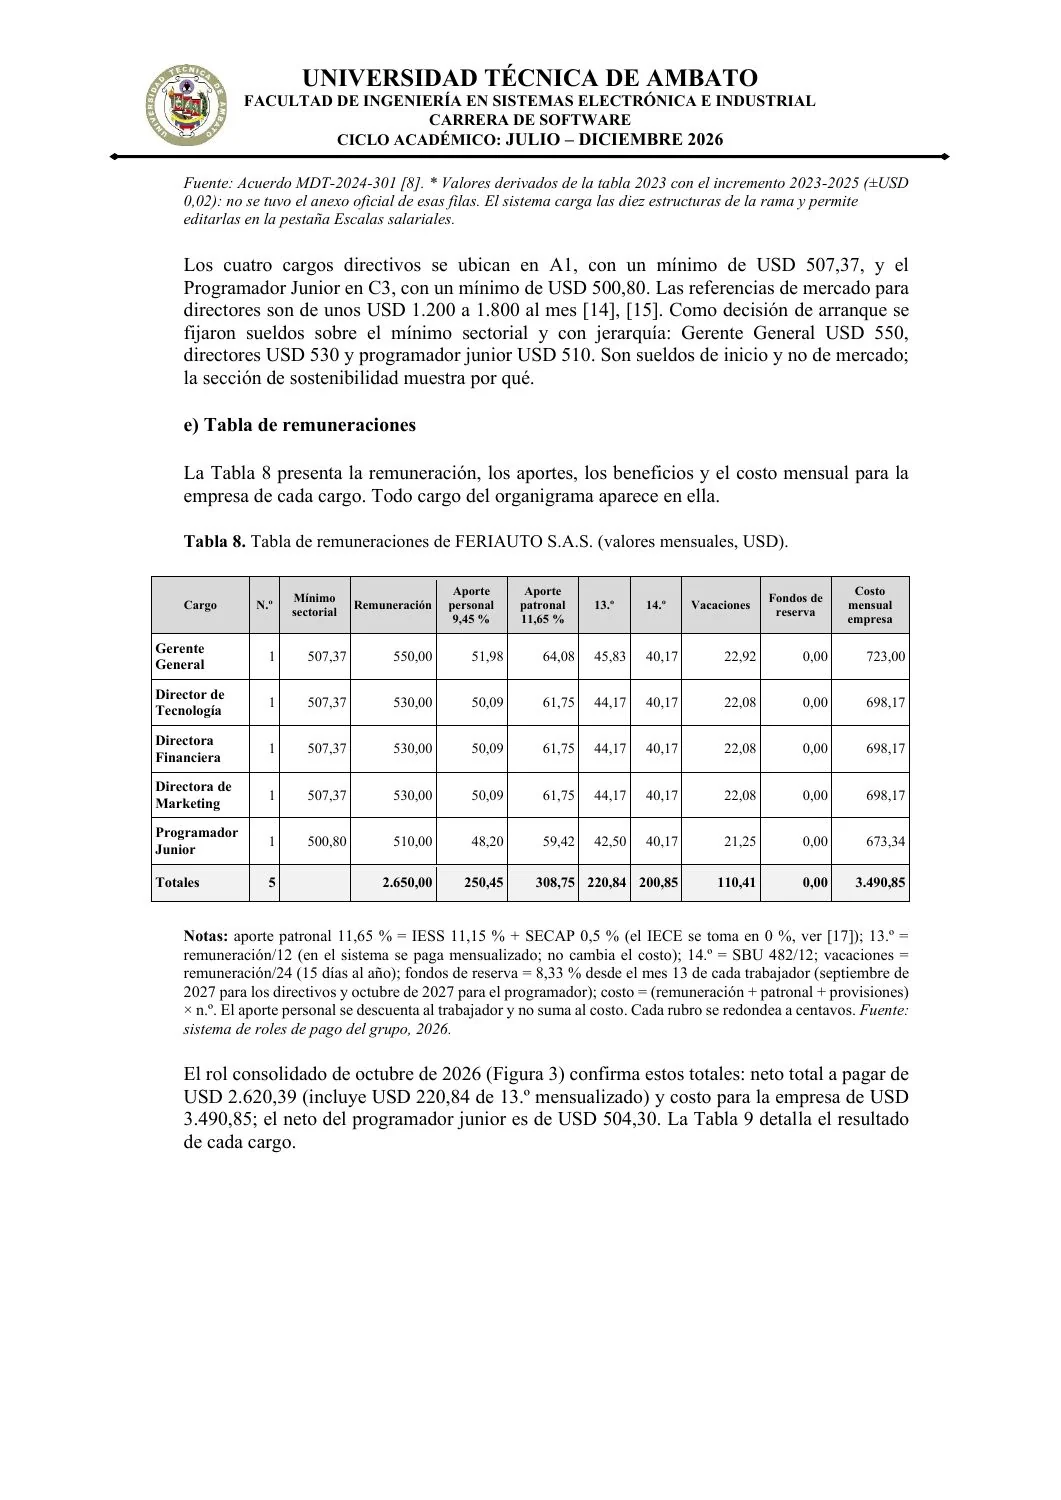 UNIVERSIDAD TÉCNICA DE AMBATO
FACULTAD DE INGENIERÍA EN SISTEMAS ELECTRÓNICA E INDUSTRIAL
CARRERA DE SOFTWARE
CICLO ACADÉMICO: JULIO – DICIEMBRE 2026
Fuente: Acuerdo MDT-2024-301 [8]. * Valores derivados de la tabla 2023 con el incremento 2023-2025 (±USD
0,02): no se tuvo el anexo oficial de esas filas. El sistema carga las diez estructuras de la rama y permite
editarlas en la pestaña Escalas salariales.
Los cuatro cargos directivos se ubican en A1, con un mínimo de USD 507,37, y el
Programador Junior en C3, con un mínimo de USD 500,80. Las referencias de mercado para
directores son de unos USD 1.200 a 1.800 al mes [14], [15]. Como decisión de arranque se
fijaron sueldos sobre el mínimo sectorial y con jerarquía: Gerente General USD 550,
directores USD 530 y programador junior USD 510. Son sueldos de inicio y no de mercado;
la sección de sostenibilidad muestra por qué.
e) Tabla de remuneraciones
La Tabla 8 presenta la remuneración, los aportes, los beneficios y el costo mensual para la
empresa de cada cargo. Todo cargo del organigrama aparece en ella.
Tabla 8. Tabla de remuneraciones de FERIAUTO S.A.S. (valores mensuales, USD).
Cargo N.º Mínimo sectorial Remuneración Aporte personal 9,45 % Aporte patronal 11,65 % 13.º 14.º Vacaciones Fondos de reserva Costo mensual empresa
Gerente General 1 507,37 550,00 51,98 64,08 45,83 40,17 22,92 0,00 723,00
Director de Tecnología 1 507,37 530,00 50,09 61,75 44,17 40,17 22,08 0,00 698,17
Directora Financiera 1 507,37 530,00 50,09 61,75 44,17 40,17 22,08 0,00 698,17
Directora de Marketing 1 507,37 530,00 50,09 61,75 44,17 40,17 22,08 0,00 698,17
Programador Junior 1 500,80 510,00 48,20 59,42 42,50 40,17 21,25 0,00 673,34
Totales 5 2.650,00 250,45 308,75 220,84 200,85 110,41 0,00 3.490,85
Notas: aporte patronal 11,65 % = IESS 11,15 % + SECAP 0,5 % (el IECE se toma en 0 %, ver [17]); 13.º =
remuneración/12 (en el sistema se paga mensualizado; no cambia el costo); 14.º = SBU 482/12; vacaciones =
remuneración/24 (15 días al año); fondos de reserva = 8,33 % desde el mes 13 de cada trabajador (septiembre de
2027 para los directivos y octubre de 2027 para el programador); costo = (remuneración + patronal + provisiones)
× n.º. El aporte personal se descuenta al trabajador y no suma al costo. Cada rubro se redondea a centavos. Fuente:
sistema de roles de pago del grupo, 2026.
El rol consolidado de octubre de 2026 (Figura 3) confirma estos totales: neto total a pagar de
USD 2.620,39 (incluye USD 220,84 de 13.º mensualizado) y costo para la empresa de USD
3.490,85; el neto del programador junior es de USD 504,30. La Tabla 9 detalla el resultado
de cada cargo.